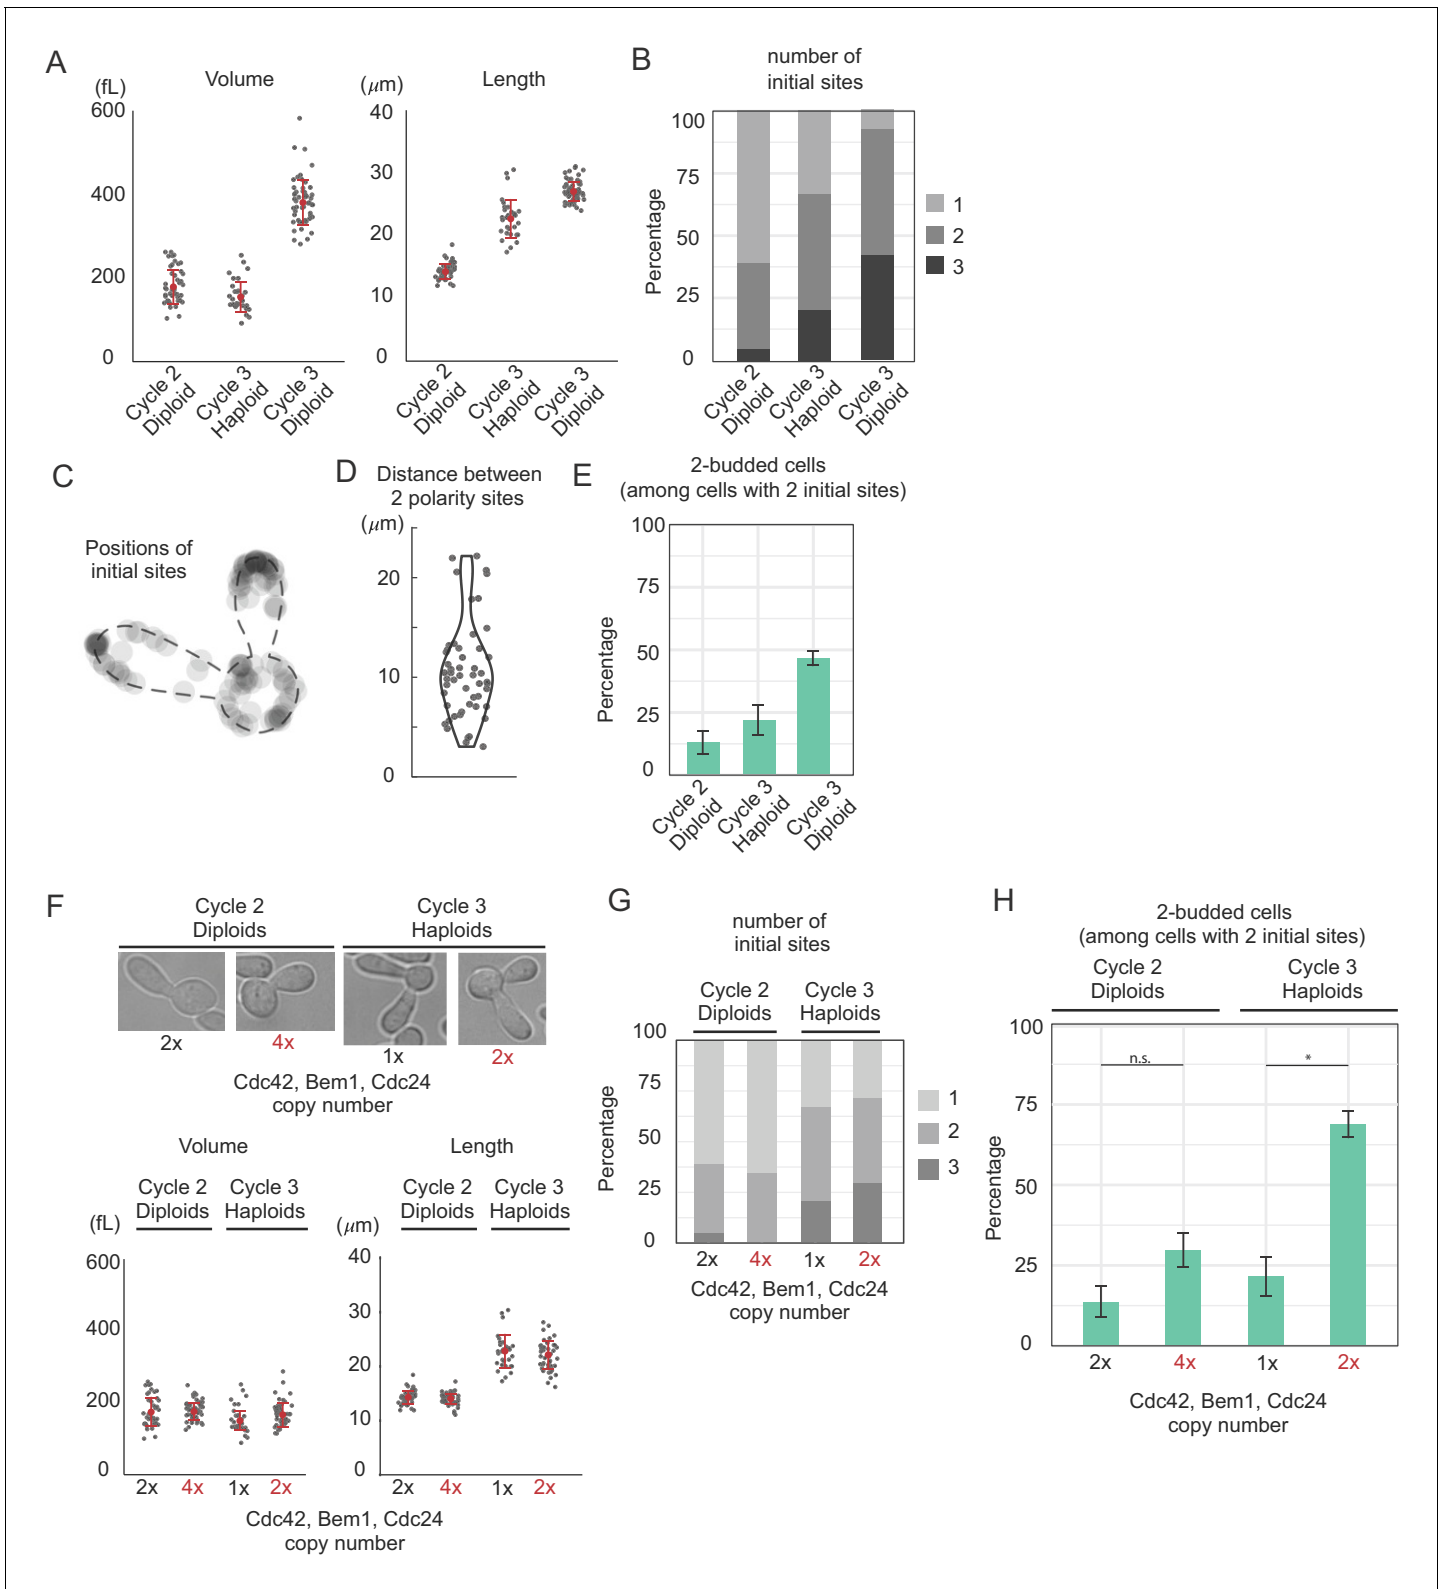 A
(fL)
Volume
600
400
200
0
Cycle 2
Diploid
Cycle 3
Haploid
Cycle 3
Diploid
(μm)
Length
40
30
20
10
0
Cycle 2
Diploid
Cycle 3
Haploid
Cycle 3
Diploid
B
number of
initial sites
Percentage
100
75
50
25
0
1
2
3
Cycle 2
Diploid
Cycle 3
Haploid
Cycle 3
Diploid
C
Positions of
initial sites
D
Distance between
2 polarity sites
(μm)
20
10
0
E
2-budded cells
(among cells with 2 initial sites)
Percentage
100
75
50
25
0
Cycle 2
Diploid
Cycle 3
Haploid
Cycle 3
Diploid
F
Cycle 2
Diploids
Cycle 3
Haploids
2x
4x
1x
2x
Cdc42, Bem1, Cdc24
copy number
Volume
Cycle 2
Diploids
Cycle 3
Haploids
(fL)
600
400
200
0
2x
4x
1x
2x
Length
Cycle 2
Diploids
Cycle 3
Haploids
(μm)
40
30
20
10
0
2x
4x
1x
2x
Cdc42, Bem1, Cdc24
copy number
G
number of
initial sites
Cycle 2
Diploids
Cycle 3
Haploids
Percentage
100
75
50
25
0
1
2
3
2x
4x
1x
2x
Cdc42, Bem1, Cdc24
copy number
H
2-budded cells
(among cells with 2 initial sites)
Cycle 2
Diploids
Cycle 3
Haploids
Percentage
100
75
50
25
0
n.s.
*
2x
4x
1x
2x
Cdc42, Bem1, Cdc24
copy number